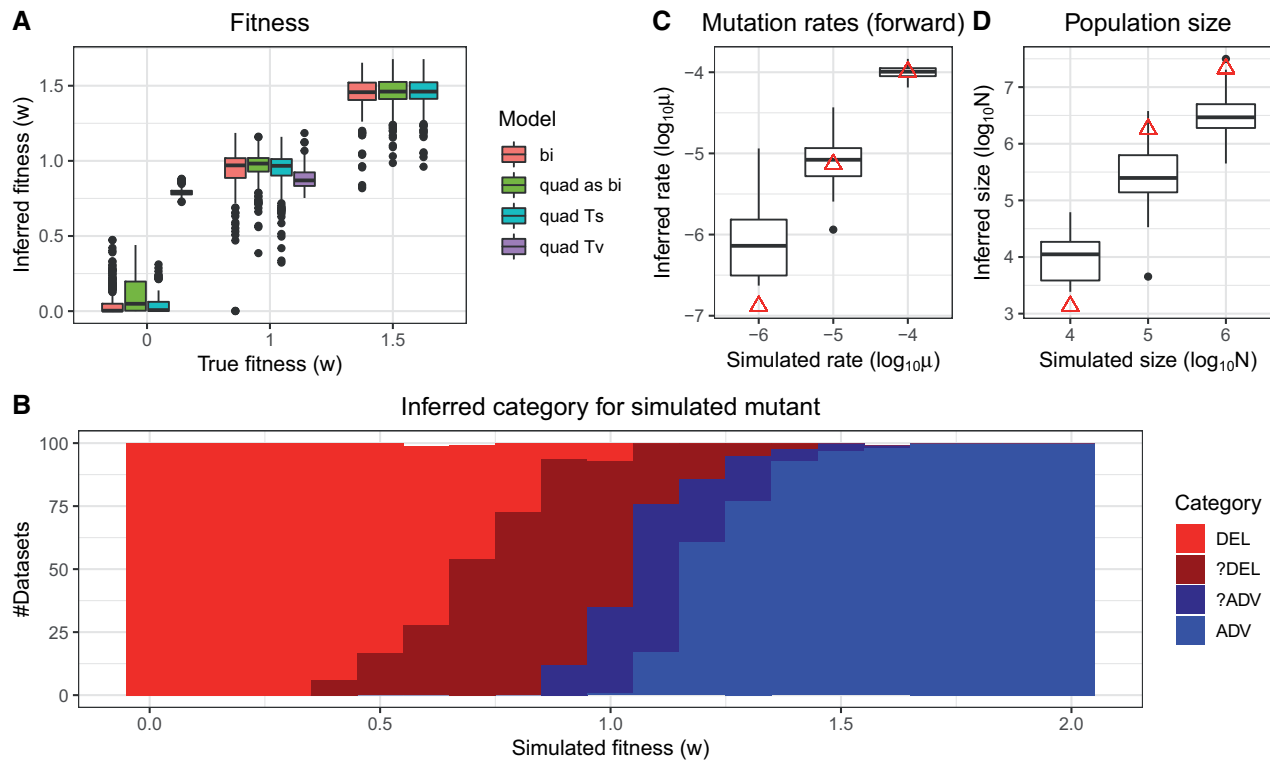 A
Fitness
Inferred fitness (w)
1.5
1.0
0.5
0.0
0
1
1.5
True fitness (w)
Model
bi
quad as bi
quad Ts
quad Tv
C
Mutation rates (forward)
Inferred rate (log₁₀μ)
−4
−5
−6
−7
−6
−5
−4
Simulated rate (log₁₀μ)
D
Population size
Inferred size (log₁₀N)
7
6
5
4
3
4
5
6
Simulated size (log₁₀N)
B
Inferred category for simulated mutant
#Datasets
100
75
50
25
0
0.0
0.5
1.0
1.5
2.0
Simulated fitness (w)
Category
DEL
?DEL
?ADV
ADV